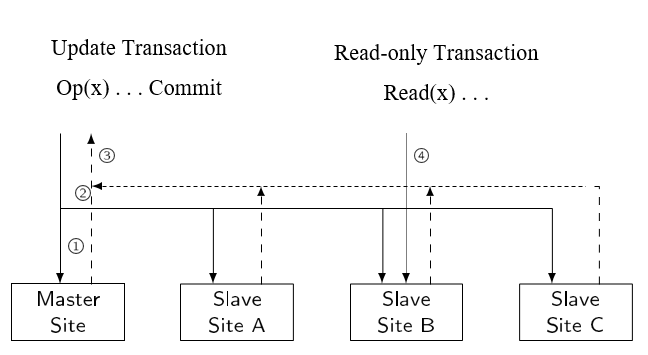 Update Transaction
Op(x) . . . Commit
Read-only Transaction
Read(x) . . .
③
④
②
①
Master
Site
Slave
Site A
Slave
Site B
Slave
Site C